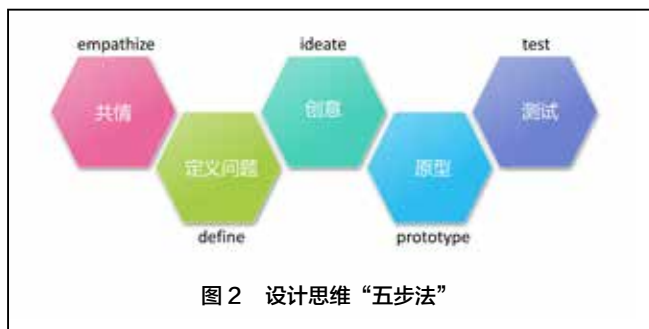 empathize
ideate
test
共情
创意
测试
定义问题
原型
define
prototype
图 2 设计思维“五步法”